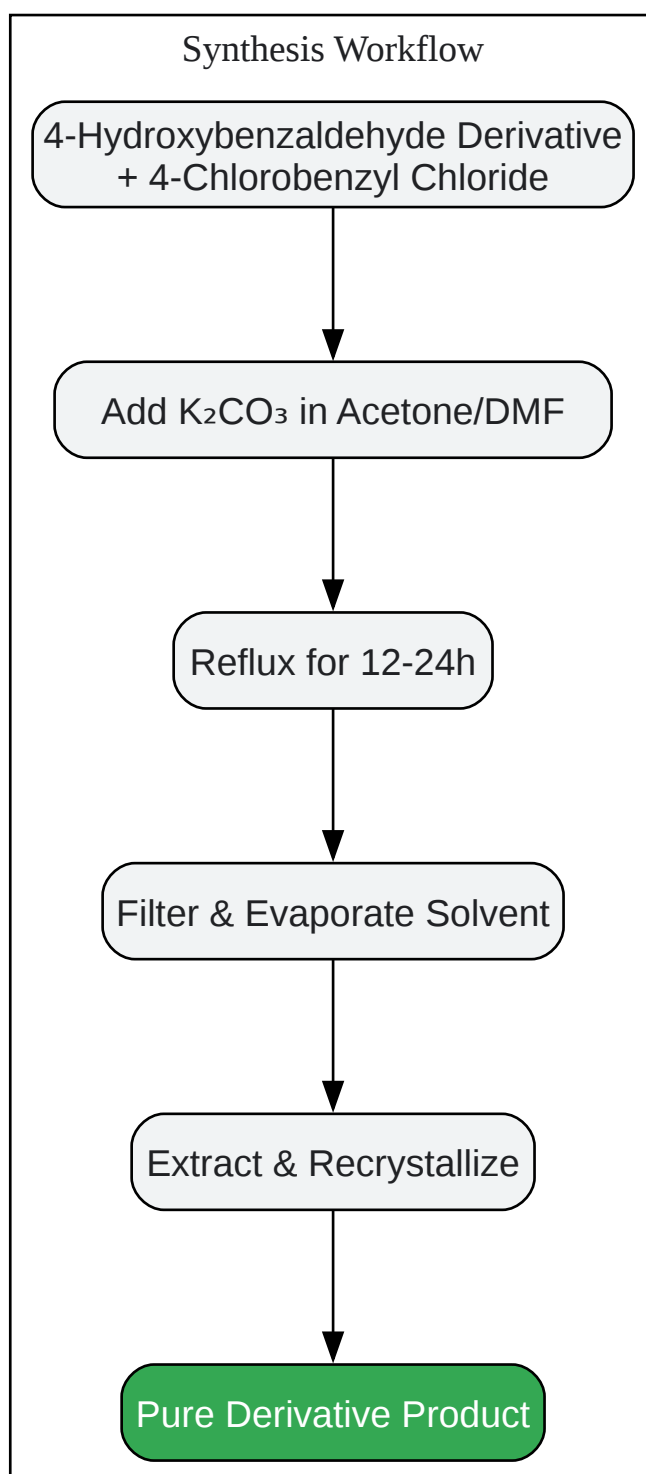 Synthesis Workflow
4-Hydroxybenzaldehyde Derivative
+ 4-Chlorobenzyl Chloride
Add K₂CO₃ in Acetone/DMF
Reflux for 12-24h
Filter & Evaporate Solvent
Extract & Recrystallize
Pure Derivative Product